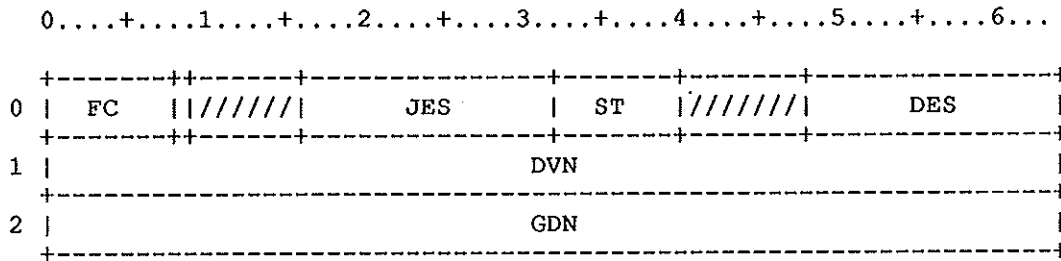 0....+....1....+....2....+....3....+....4....+....5....+....6...
+-------++------+---------------+-------+-------+---------------+
0 | FC ||//////| JES | ST |///////| DES |
+-------++------+---------------+-------+-------+---------------+
1 | DVN |
+---------------------------------------------------------------|
2 | GDN |
+---------------------------------------------------------------+